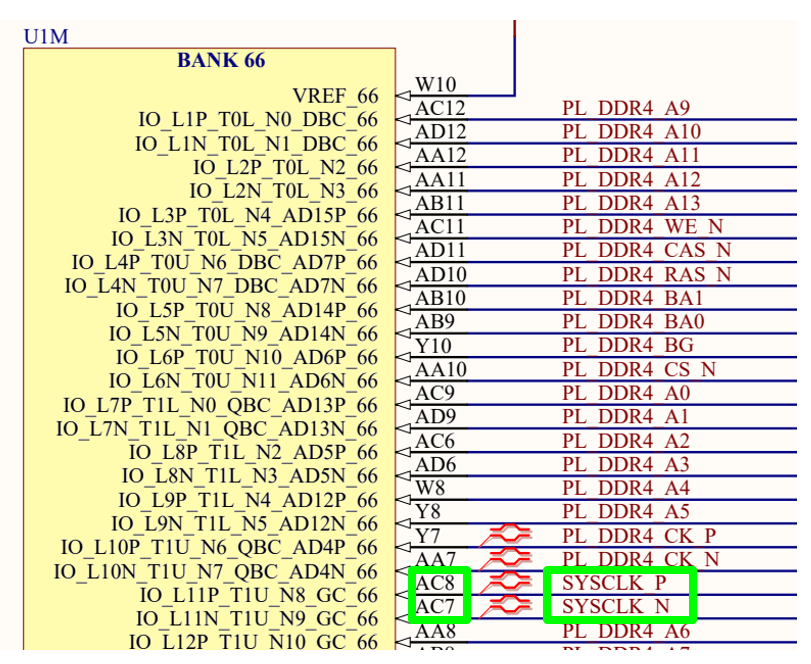 U1M
BANK 66
VREF_66 W10
IO_L1P_T0L_N0_DBC_66 AC12 PL_DDR4_A9
IO_L1N_T0L_N1_DBC_66 AD12 PL_DDR4_A10
IO_L2P_T0L_N2_66 AA12 PL_DDR4_A11
IO_L2N_T0L_N3_66 AA11 PL_DDR4_A12
IO_L3P_T0L_N4_AD15P_66 AB11 PL_DDR4_A13
IO_L3N_T0L_N5_AD15N_66 AC11 PL_DDR4_WE_N
IO_L4P_T0U_N6_DBC_AD7P_66 AD11 PL_DDR4_CAS_N
IO_L4N_T0U_N7_DBC_AD7N_66 AD10 PL_DDR4_RAS_N
IO_L5P_T0U_N8_AD14P_66 AB10 PL_DDR4_BA1
IO_L5N_T0U_N9_AD14N_66 AB9 PL_DDR4_BA0
IO_L6P_T0U_N10_AD6P_66 Y10 PL_DDR4_BG
IO_L6N_T0U_N11_AD6N_66 AA10 PL_DDR4_CS_N
IO_L7P_T1L_N0_QBC_AD13P_66 AC9 PL_DDR4_A0
IO_L7N_T1L_N1_QBC_AD13N_66 AD9 PL_DDR4_A1
IO_L8P_T1L_N2_AD5P_66 AC6 PL_DDR4_A2
IO_L8N_T1L_N3_AD5N_66 AD6 PL_DDR4_A3
IO_L9P_T1L_N4_AD12P_66 W8 PL_DDR4_A4
IO_L9N_T1L_N5_AD12N_66 Y8 PL_DDR4_A5
IO_L10P_T1U_N6_QBC_AD4P_66 Y7 PL_DDR4_CK_P
IO_L10N_T1U_N7_QBC_AD4N_66 AA7 PL_DDR4_CK_N
IO_L11P_T1U_N8_GC_66 AC8 SYSCLK_P
IO_L11N_T1U_N9_GC_66 AC7 SYSCLK_N
IO_L12P_T1U_N10_GC_66 AA8 PL_DDR4_A6